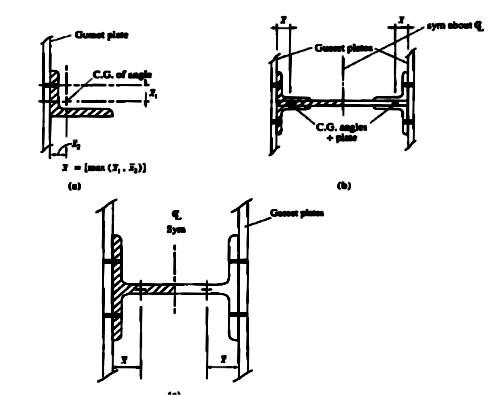 Gusset plate
C.G. of angle
x̄₁
x̄₂
x̄ = [max (x̄₁, x̄₂)]
(a)
x̄
x̄
sym about ℄
Gusset plates
C.G. angles
+ plate
(b)
℄
Sym
Gusset plates
x̄
x̄